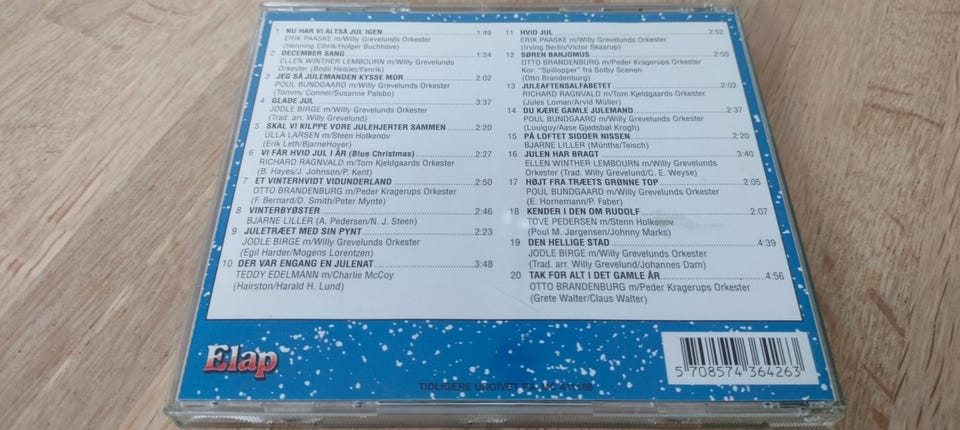 1 NU HAR VI ALTSÅ JUL IGEN 1:49
ERIK PAASKE m/Willy Grevelunds Orkester
(Henning Elbrik/Holger Buchhave)
2 DECEMBER SANG 1:24
ELLEN WINTHER LEMBOURN m/Willy Grevelunds
Orkester (Bodil Heisler/Fenrik)
3 JEG SÅ JULEMANDEN KYSSE MOR 2:02
POUL BUNDGAARD m/Willy Grevelunds Orkester
(Tommy Conner/Susanne Palsbo)
4 GLADE JUL 3:37
JODLE BIRGE m/Willy Grevelunds Orkester
(Trad. arr. Willy Grevelund)
5 SKAL VI KILPPE VORE JULEHJERTER SAMMEN 2:20
ULLA LARSEN m/Steen Holkenov
(Erik Leth/BjarneHoyer)
6 VI FÅR HVID JUL I ÅR (Blue Christmas) 2:27
RICHARD RAGNVALD m/Tom Kjeldgaards Orkester
(B. Hayes/J. Johnson/P. Kent)
7 ET VINTERHVIDT VIDUNDERLAND 2:50
OTTO BRANDENBURG m/Peder Kragerups Orkester
(F. Bernard/D. Smith/Peter Mynte)
8 VINTERBYØSTER 2:46
BJARNE LILLER (A. Pedersen/N. J. Steen)
9 JULETRÆET MED SIN PYNT 2:23
JODLE BIRGE m/Willy Grevelunds Orkester
(Egil Harder/Mogens Lorentzen)
10 DER VAR ENGANG EN JULENAT 3:48
TEDDY EDELMANN m/Charlie McCoy
(Hairston/Harald H. Lund)
11 HVID JUL 2:52
ERIK PAASKE m/Willy Grevelunds Orkester
(Irving Berlin/Victor Skaarup)
12 SØREN BANJOMUS 2:50
OTTO BRANDENBURG m/Peder Kragerups Orkester
Kor: "Spillopper" fra Solby Scenen
(Otto Brandenburg)
13 JULEAFTENSALFABETET 2:02
RICHARD RAGNVALD m/Tom Kjeldgaards Orkester
(Jules Loman/Arvid Müller)
14 DU KÆRE GAMLE JULEMAND 2:37
POUL BUNDGAARD m/Willy Grevelunds Orkester
(Loulguy/Aase Gjødsbøl Krogh)
15 PÅ LOFTET SIDDER NISSEN 2:20
BJARNE LILLER (Münthe/Teisch)
16 JULEN HAR BRAGT 3:40
ELLEN WINTHER LEMBOURN m/Willy Grevelunds
Orkester (Trad. Willy Grevelund/C. E. Weyse)
17 HØJT FRA TRÆETS GRØNNE TOP 2:05
POUL BUNDGAARD m/Willy Grevelunds Orkester
(E. Hornemann/P. Faber)
18 KENDER I DEN OM RUDOLF 2:07
TOVE PEDERSEN m/Stenn Holkenov
(Poul M. Jørgensen/Johnny Marks)
19 DEN HELLIGE STAD 4:39
JODLE BIRGE m/Willy Grevelunds Orkester
(Trad. arr. Willy Grevelund/Johannes Dam)
20 TAK FOR ALT I DET GAMLE ÅR 4:56
OTTO BRANDENBURG m/Peder Kragerups Orkester
(Grete Walter/Claus Walter)
Elap
5 708574 364263
TIDLIGERE UDGIVET PÅ MC